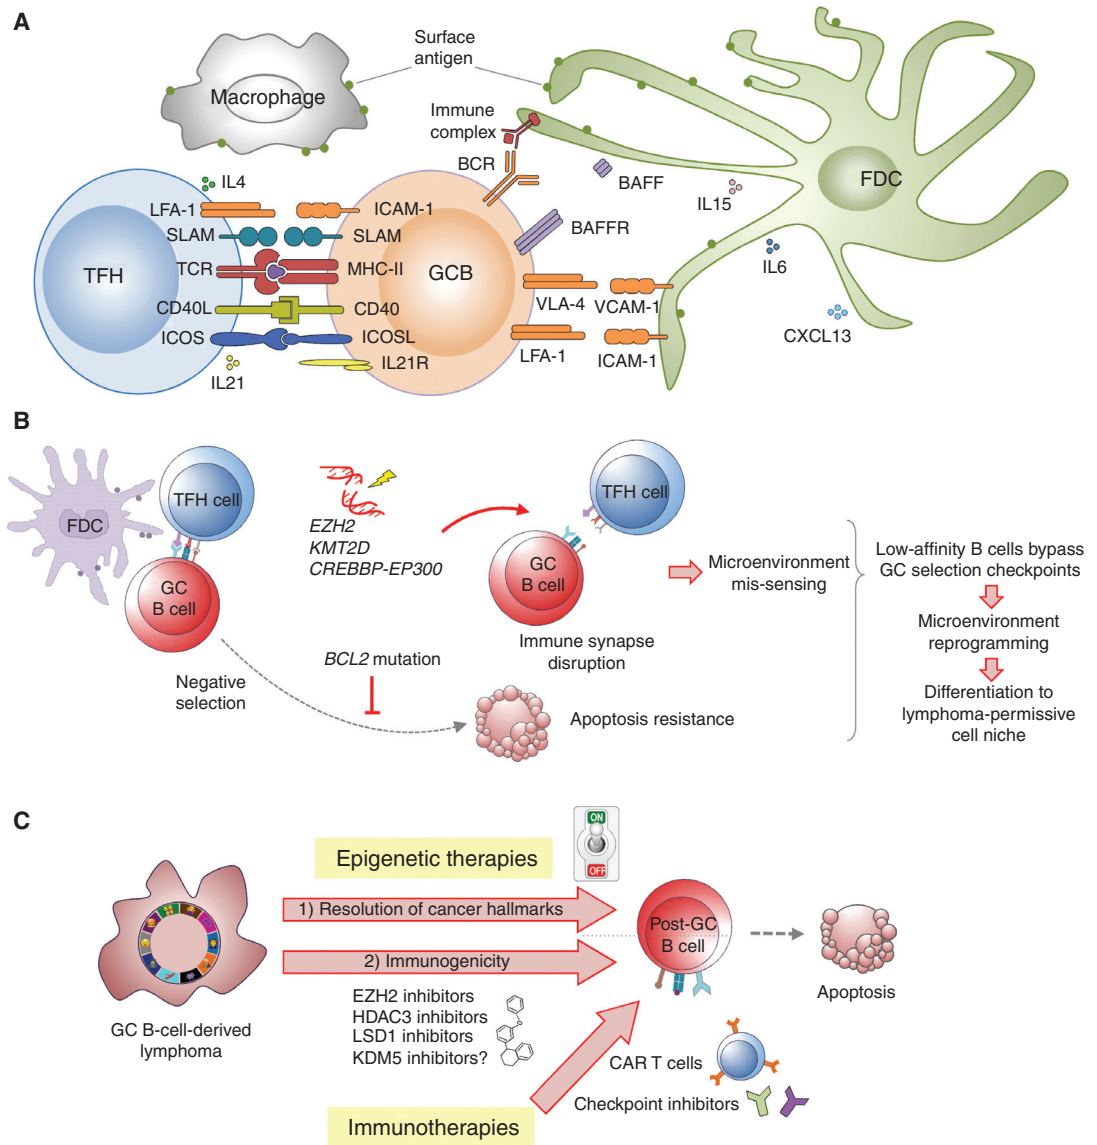 A
Surface
antigen
Macrophage
Immune
complex
BCR
BAFF
FDC
IL4
IL15
LFA-1
ICAM-1
SLAM
SLAM
BAFFR
TCR
MHC-II
TFH
GCB
IL6
CD40L
CD40
VLA-4
VCAM-1
ICOS
ICOSL
CXCL13
LFA-1
ICAM-1
IL21
IL21R
B
FDC
TFH cell
GC
B cell
EZH2
KMT2D
CREBBP-EP300
TFH cell
GC
B cell
Immune synapse
disruption
Microenvironment
mis-sensing
Low-affinity B cells bypass
GC selection checkpoints
Microenvironment
reprogramming
Differentiation to
lymphoma-permissive
cell niche
Negative
selection
BCL2 mutation
Apoptosis resistance
C
Epigenetic therapies
ON
OFF
1) Resolution of cancer hallmarks
2) Immunogenicity
EZH2 inhibitors
HDAC3 inhibitors
LSD1 inhibitors
KDM5 inhibitors?
GC B-cell-derived
lymphoma
Post-GC
B cell
Apoptosis
CAR T cells
Checkpoint inhibitors
Immunotherapies